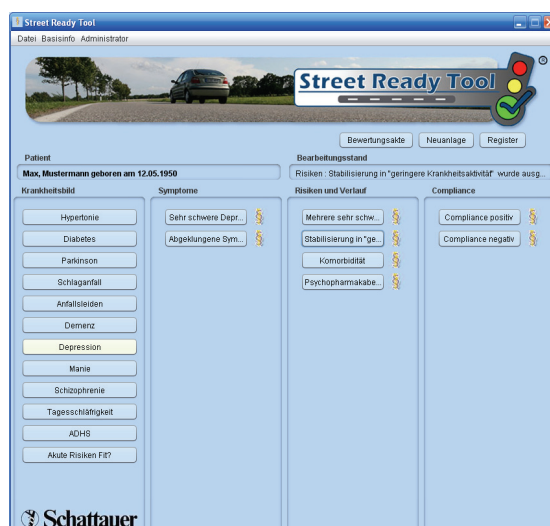 Street Ready Tool
Datei Basisinfo Administrator
Street Ready Tool
®
Bewertungsakte Neuanlage Register
Patient
Bearbeitungsstand
Max, Mustermann geboren am 12.05.1950
Risiken : Stabilisierung in "geringere Krankheitsaktivität" wurde ausg...
Krankheitsbild
Symptome
Risiken und Verlauf
Compliance
Hypertonie
Diabetes
Parkinson
Schlaganfall
Anfallsleiden
Demenz
Depression
Manie
Schizophrenie
Tagesschläfrigkeit
ADHS
Akute Risiken Fit?
Sehr schwere Depr... §
Abgeklungene Sym... §
Mehrere sehr schw... §
Stabilisierung in "ge... §
Komorbidität §
Psychopharmakabe... §
Compliance positiv §
Compliance negativ §
Schattauer